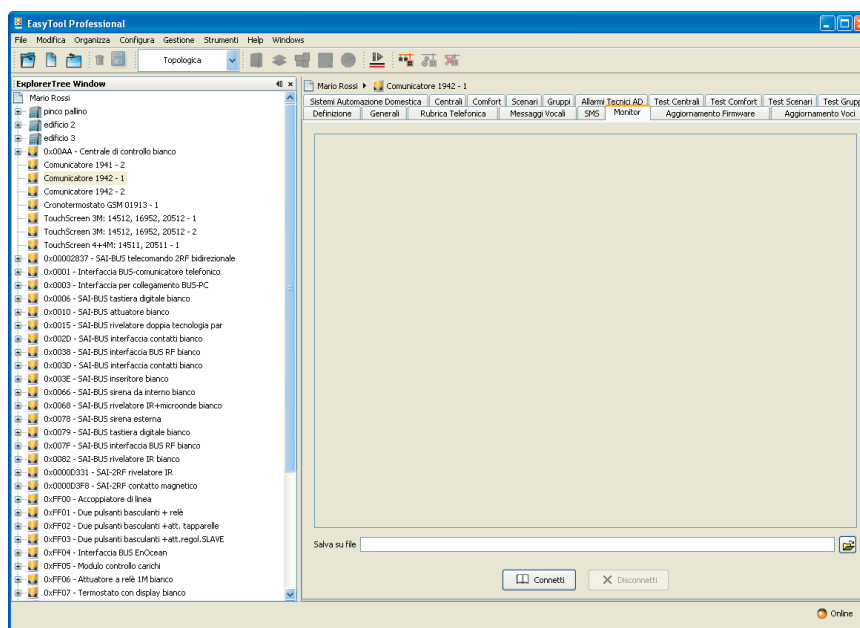 EasyTool Professional
File Modifica Organizza Configura Gestione Strumenti Help Windows
Topologica
ExplorerTree Window
Mario Rossi
pinco pallino
edificio 2
edificio 3
0x00AA - Centrale di controllo bianco
Comunicatore 1941 - 2
Comunicatore 1942 - 1
Comunicatore 1942 - 2
Cronotermostato GSM 01913 - 1
TouchScreen 3M: 14512, 16952, 20512 - 1
TouchScreen 3M: 14512, 16952, 20512 - 2
TouchScreen 4+4M: 14511, 20511 - 1
0x00002837 - SAI-BUS telecomando 2RF bidirezionale
0x0001 - Interfaccia BUS-comunicatore telefonico
0x0003 - Interfaccia per collegamento BUS-PC
0x0006 - SAI-BUS tastiera digitale bianco
0x0010 - SAI-BUS attuatore bianco
0x0015 - SAI-BUS rivelatore doppia tecnologia par
0x002D - SAI-BUS interfaccia contatti bianco
0x0038 - SAI-BUS interfaccia BUS RF bianco
0x003D - SAI-BUS interfaccia contatti bianco
0x003E - SAI-BUS inseritore bianco
0x0066 - SAI-BUS sirena da interno bianco
0x0068 - SAI-BUS rivelatore IR+microonde bianco
0x0078 - SAI-BUS sirena esterna
0x0079 - SAI-BUS tastiera digitale bianco
0x007F - SAI-BUS interfaccia BUS RF bianco
0x0082 - SAI-BUS rivelatore IR bianco
0x0000D331 - SAI-2RF rivelatore IR
0x0000D3F8 - SAI-2RF contatto magnetico
0xFF00 - Accoppiatore di linea
0xFF01 - Due pulsanti basculanti + relè
0xFF02 - Due pulsanti basculanti +att. tapparelle
0xFF03 - Due pulsanti basculanti +att.regol.SLAVE
0xFF04 - Interfaccia BUS EnOcean
0xFF05 - Modulo controllo carichi
0xFF06 - Attuatore a relè 1M bianco
0xFF07 - Termostato con display bianco
Mario Rossi Comunicatore 1942 - 1
Sistemi Automazione Domestica Centrali Comfort Scenari Gruppi Allarmi Tecnici AD Test Centrali Test Comfort Test Scenari Test Grupp
Definizione Generali Rubrica Telefonica Messaggi Vocali SMS Monitor Aggiornamento Firmware Aggiornamento Voci
Salva su file
Connetti Disconnetti
Online